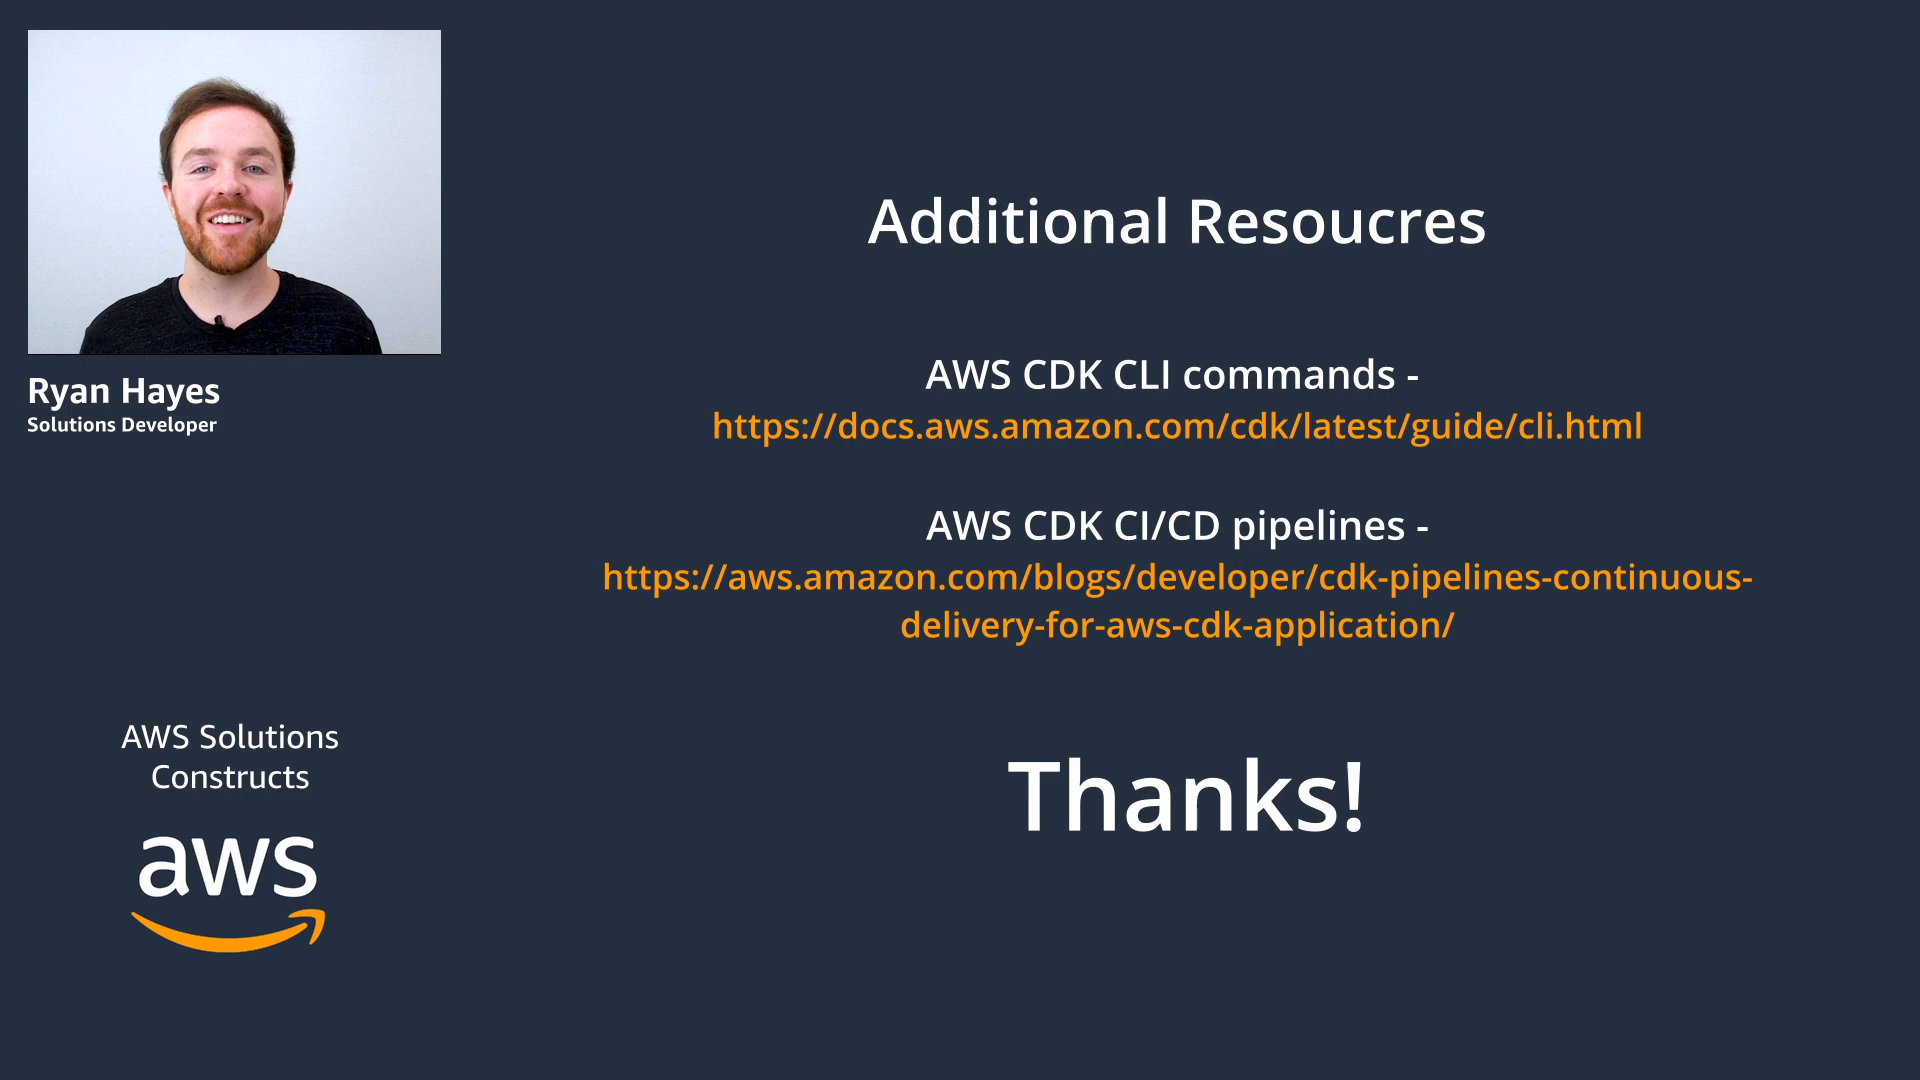 Ryan Hayes
Solutions Developer
AWS Solutions
Constructs
aws
Additional Resoucres
AWS CDK CLI commands -
https://docs.aws.amazon.com/cdk/latest/guide/cli.html
AWS CDK CI/CD pipelines -
https://aws.amazon.com/blogs/developer/cdk-pipelines-continuous-
delivery-for-aws-cdk-application/
Thanks!